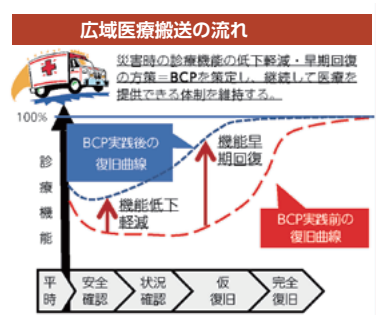 広域医療搬送の流れ
災害時の診療機能の低下軽減・早期回復
の方策＝BCPを策定し、継続して医療を
提供できる体制を維持する。
100%
BCP実践後の
復旧曲線
機能早
期回復
診療機能
機能低下
軽減
BCP実践前の
復旧曲線
平時
安全
確認
状況
確認
仮
復旧
完全
復旧